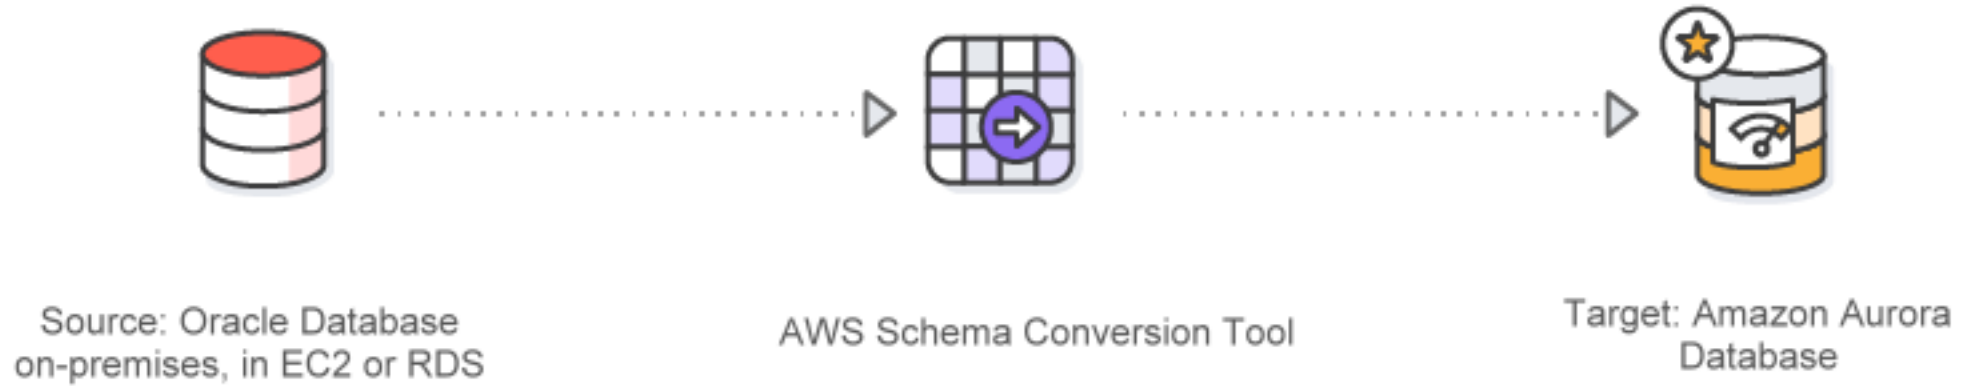 Source: Oracle Database
on-premises, in EC2 or RDS
AWS Schema Conversion Tool
Target: Amazon Aurora
Database